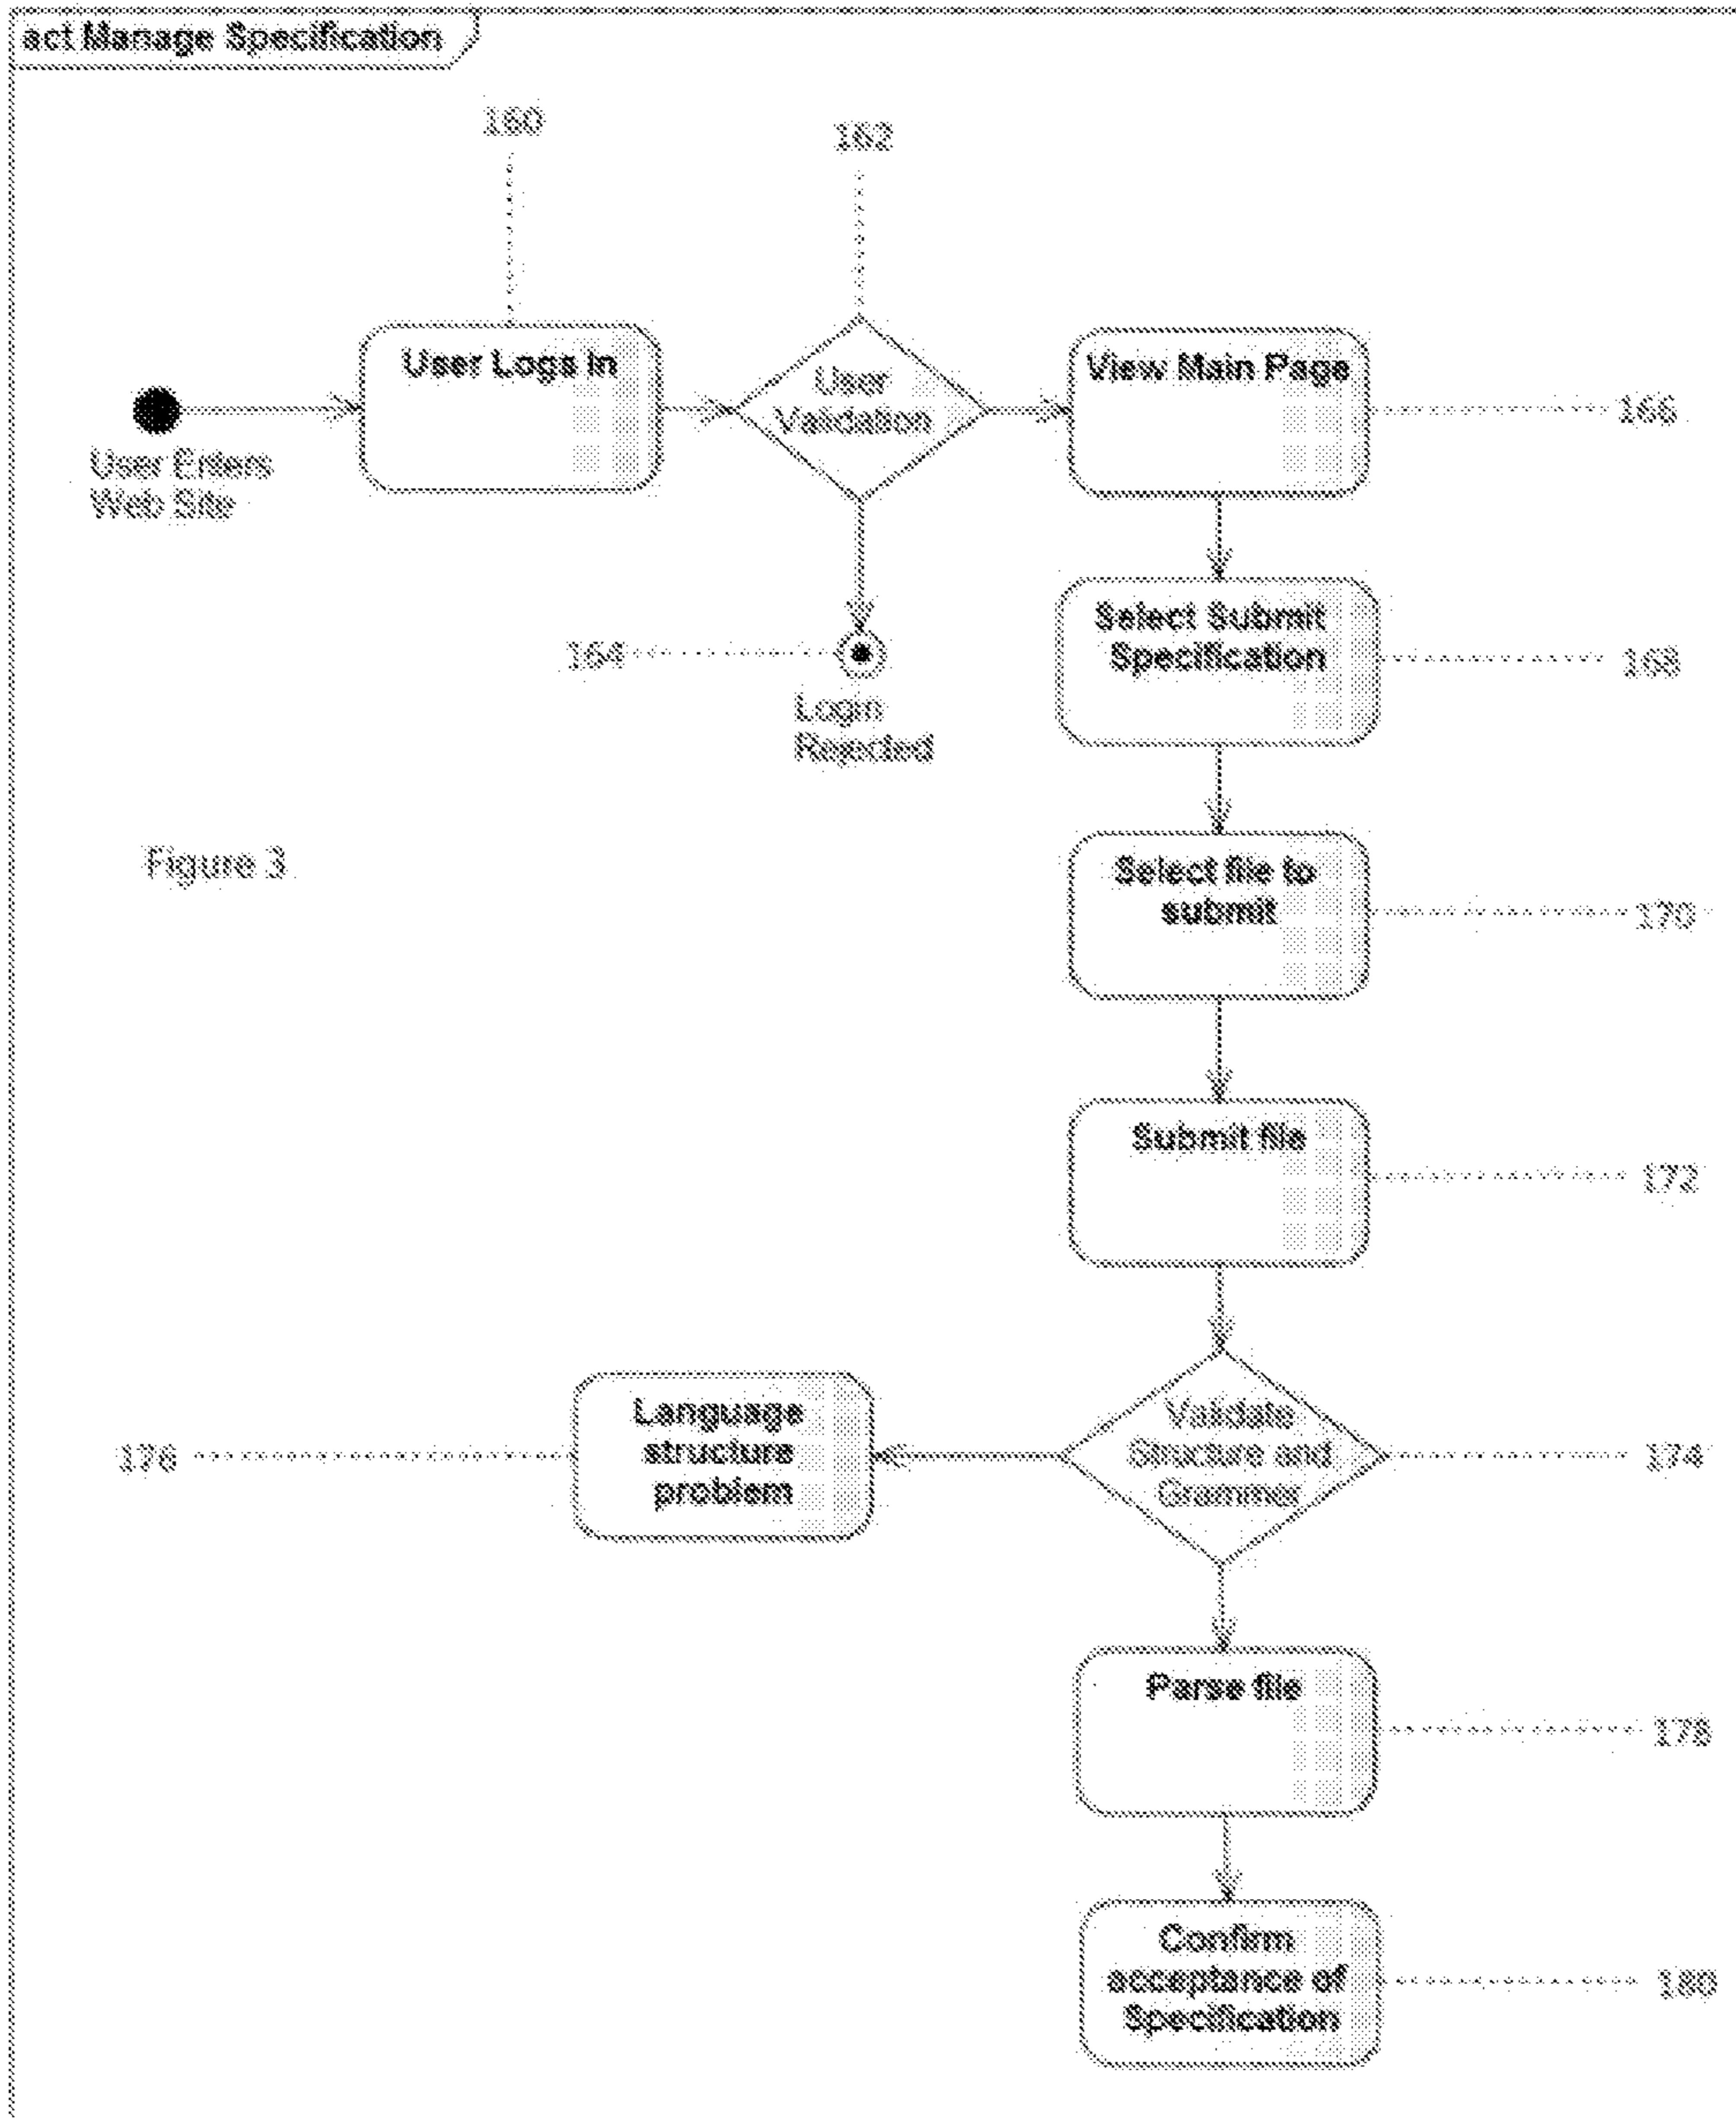 act Manage Specification
160
162
User Logs In
User
Validation
View Main Page
166
User Enters
Web Site
Select Submit
Specification
168
164
Login
Rejected
Figure 3
Select file to
submit
170
Submit file
172
Language
structure
problem
176
Validate
Structure and
Grammer
174
Parse file
178
Confirm
acceptance of
Specification
180